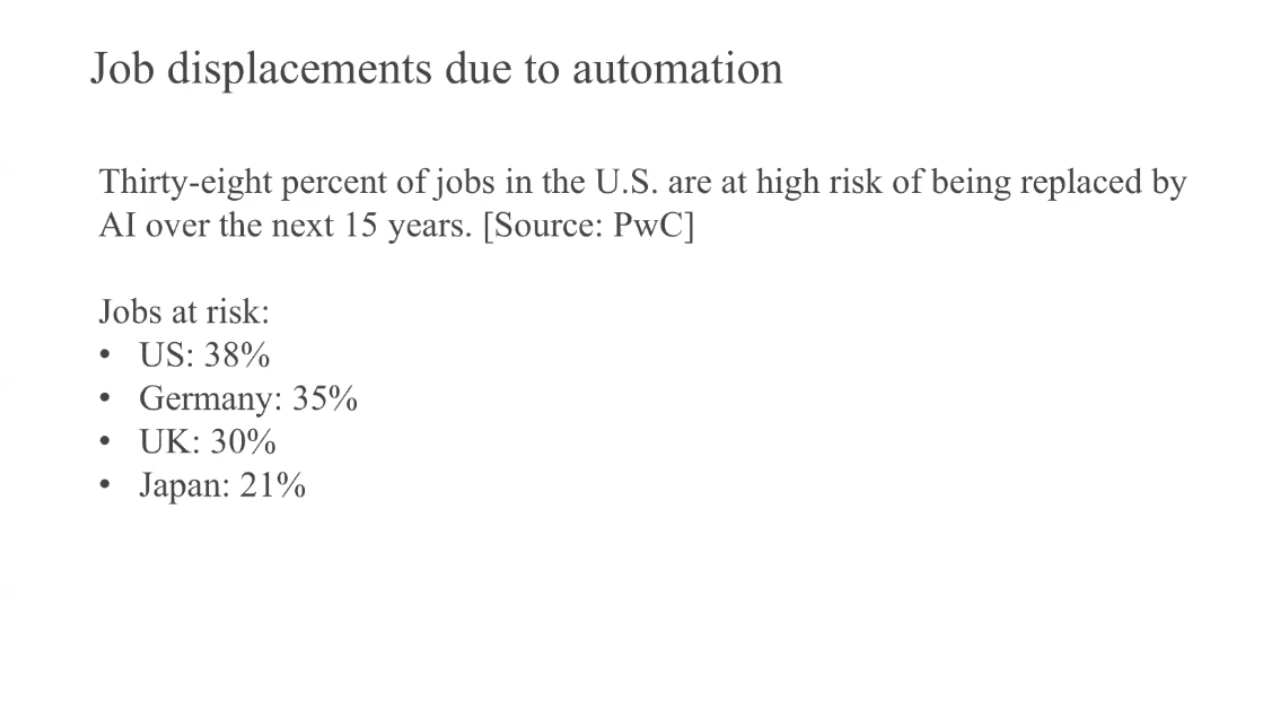 Job displacements due to automation
Thirty-eight percent of jobs in the U.S. are at high risk of being replaced by
AI over the next 15 years. [Source: PwC]
Jobs at risk:
• US: 38%
• Germany: 35%
• UK: 30%
• Japan: 21%